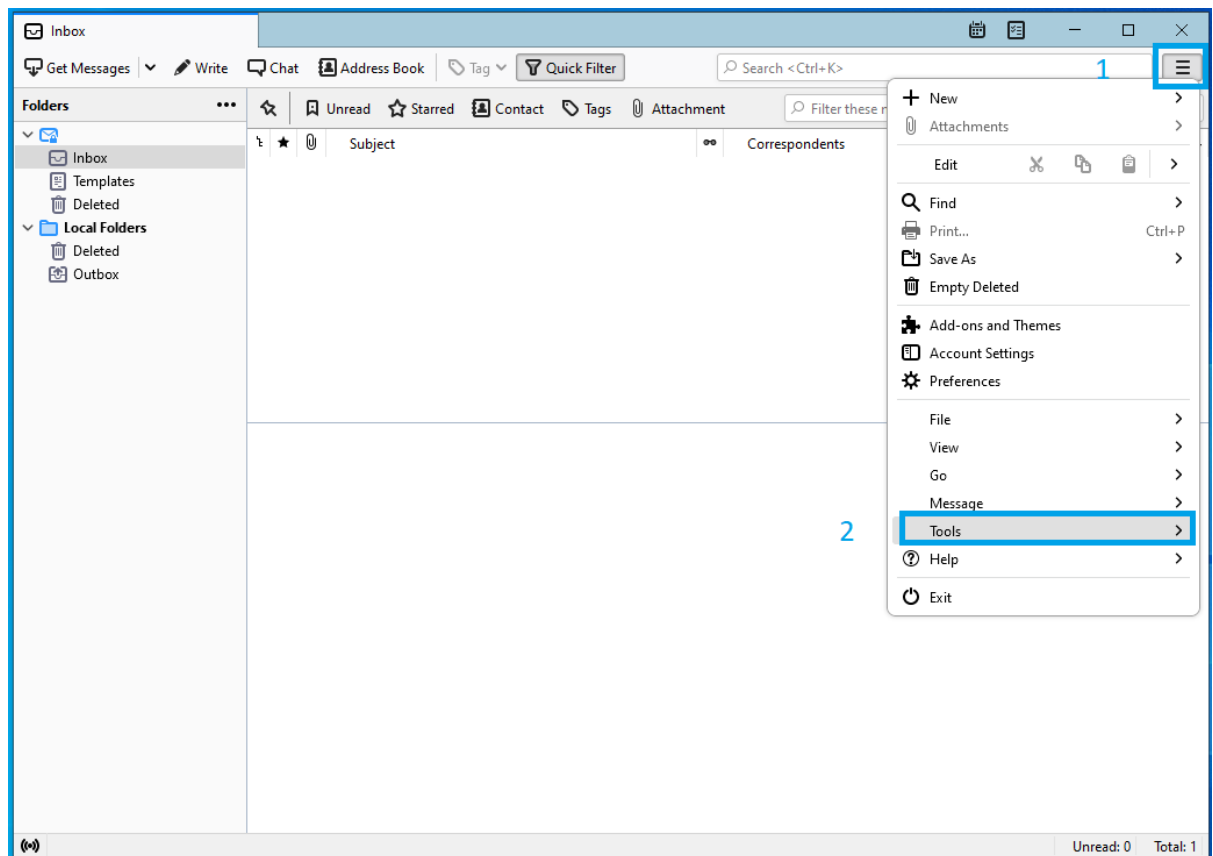 Inbox
Get Messages Write Chat Address Book Tag Quick Filter Search <Ctrl+K> 1
Folders Unread Starred Contact Tags Attachment Filter these
Subject Correspondents
Inbox
Templates
Deleted
Local Folders
Deleted
Outbox
New
Attachments
Edit
Find
Print... Ctrl+P
Save As
Empty Deleted
Add-ons and Themes
Account Settings
Preferences
File
View
Go
Message
2 Tools
Help
Exit
Unread: 0 Total: 1